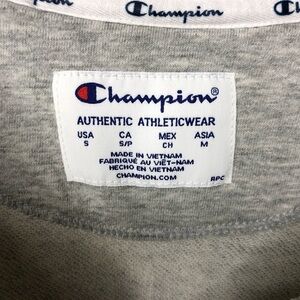 Champion Champion Ch
Champion®
AUTHENTIC ATHLETICWEAR
USA CA MEX ASIA
S S/P CH M
MADE IN VIETNAM
FABRIQUÉ AU VIÊT-NAM
HECHO EN VIETNAM
CHAMPION.COM
RPC